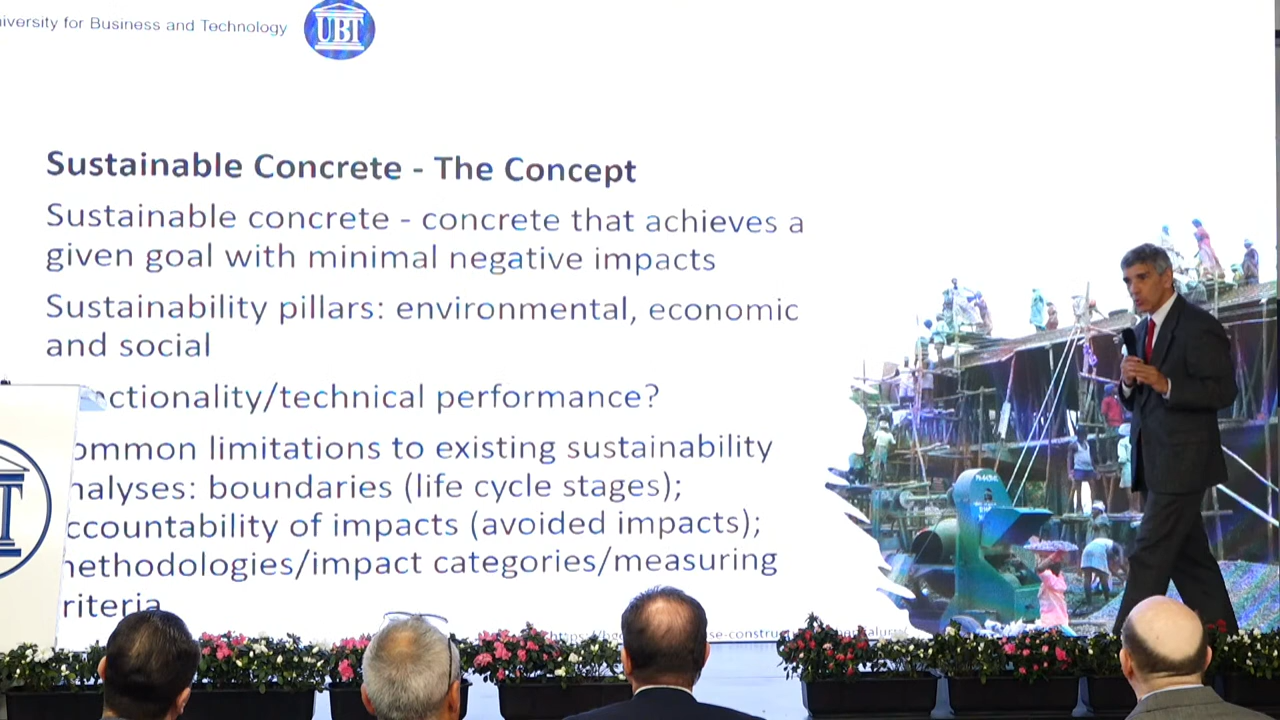 iversity for Business and Technology
UBT
Sustainable Concrete - The Concept
Sustainable concrete - concrete that achieves a
given goal with minimal negative impacts
Sustainability pillars: environmental, economic
and social
ctionality/technical performance?
ommon limitations to existing sustainability
nalyses: boundaries (life cycle stages);
ccountability of impacts (avoided impacts);
methodologies/impact categories/measuring
riteria
T